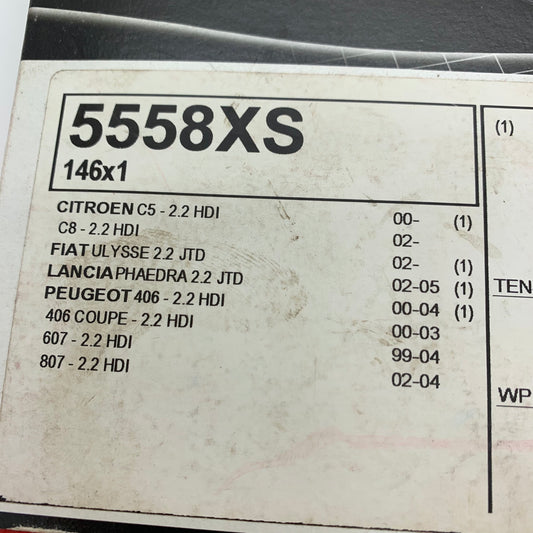 5558XS
146x1
CITROEN C5 - 2.2 HDI 00- (1)
C8 - 2.2 HDI 02-
FIAT ULYSSE 2.2 JTD 02- (1)
LANCIA PHAEDRA 2.2 JTD 02-05 (1)
PEUGEOT 406 - 2.2 HDI 00-04 (1)
406 COUPE - 2.2 HDI 00-03
607 - 2.2 HDI 99-04
807 - 2.2 HDI 02-04
(1)
TEN
WP